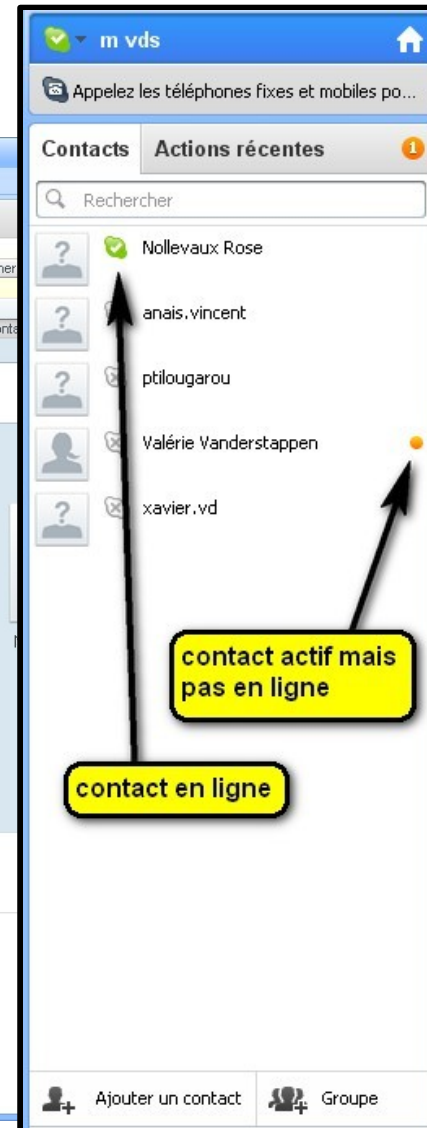 m vds
Appelez les téléphones fixes et mobiles po...
Contacts Actions récentes 1
Rechercher
Nollevaux Rose
anais.vincent
ptilougarou
Valérie Vanderstappen
xavier.vd
contact actif mais
pas en ligne
contact en ligne
Ajouter un contact Groupe